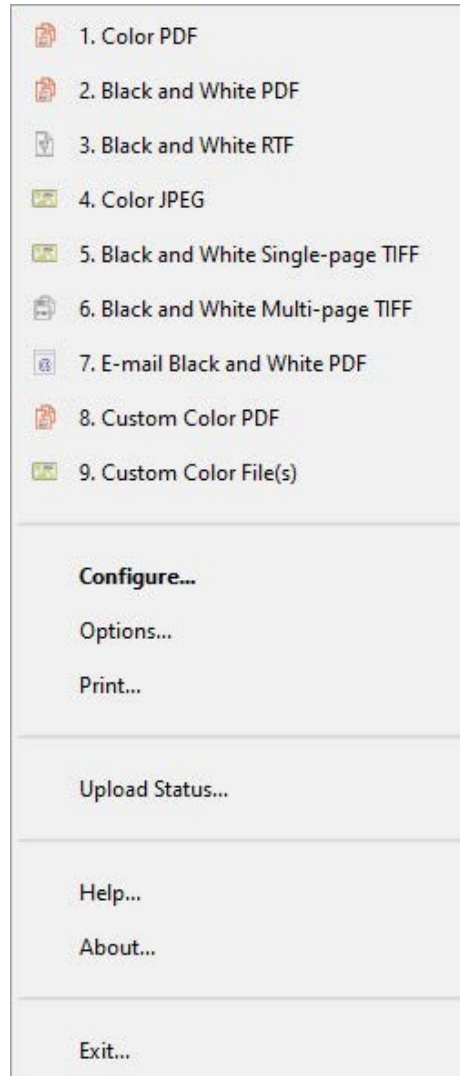 1. Color PDF
2. Black and White PDF
3. Black and White RTF
4. Color JPEG
5. Black and White Single-page TIFF
6. Black and White Multi-page TIFF
7. E-mail Black and White PDF
8. Custom Color PDF
9. Custom Color File(s)
Configure...
Options...
Print...
Upload Status...
Help...
About...
Exit...